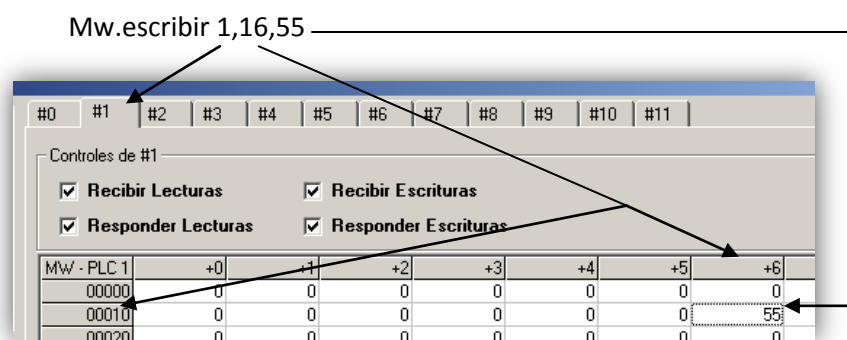 Mw.escribir 1,16,55
#0 #1 #2 #3 #4 #5 #6 #7 #8 #9 #10 #11
Controles de #1
Recibir Lecturas Recibir Escrituras
Responder Lecturas Responder Escrituras
MW - PLC 1 +0 +1 +2 +3 +4 +5 +6
00000 0 0 0 0 0 0 0
00010 0 0 0 0 0 0 55
00020 0 0 0 0 0 0 0